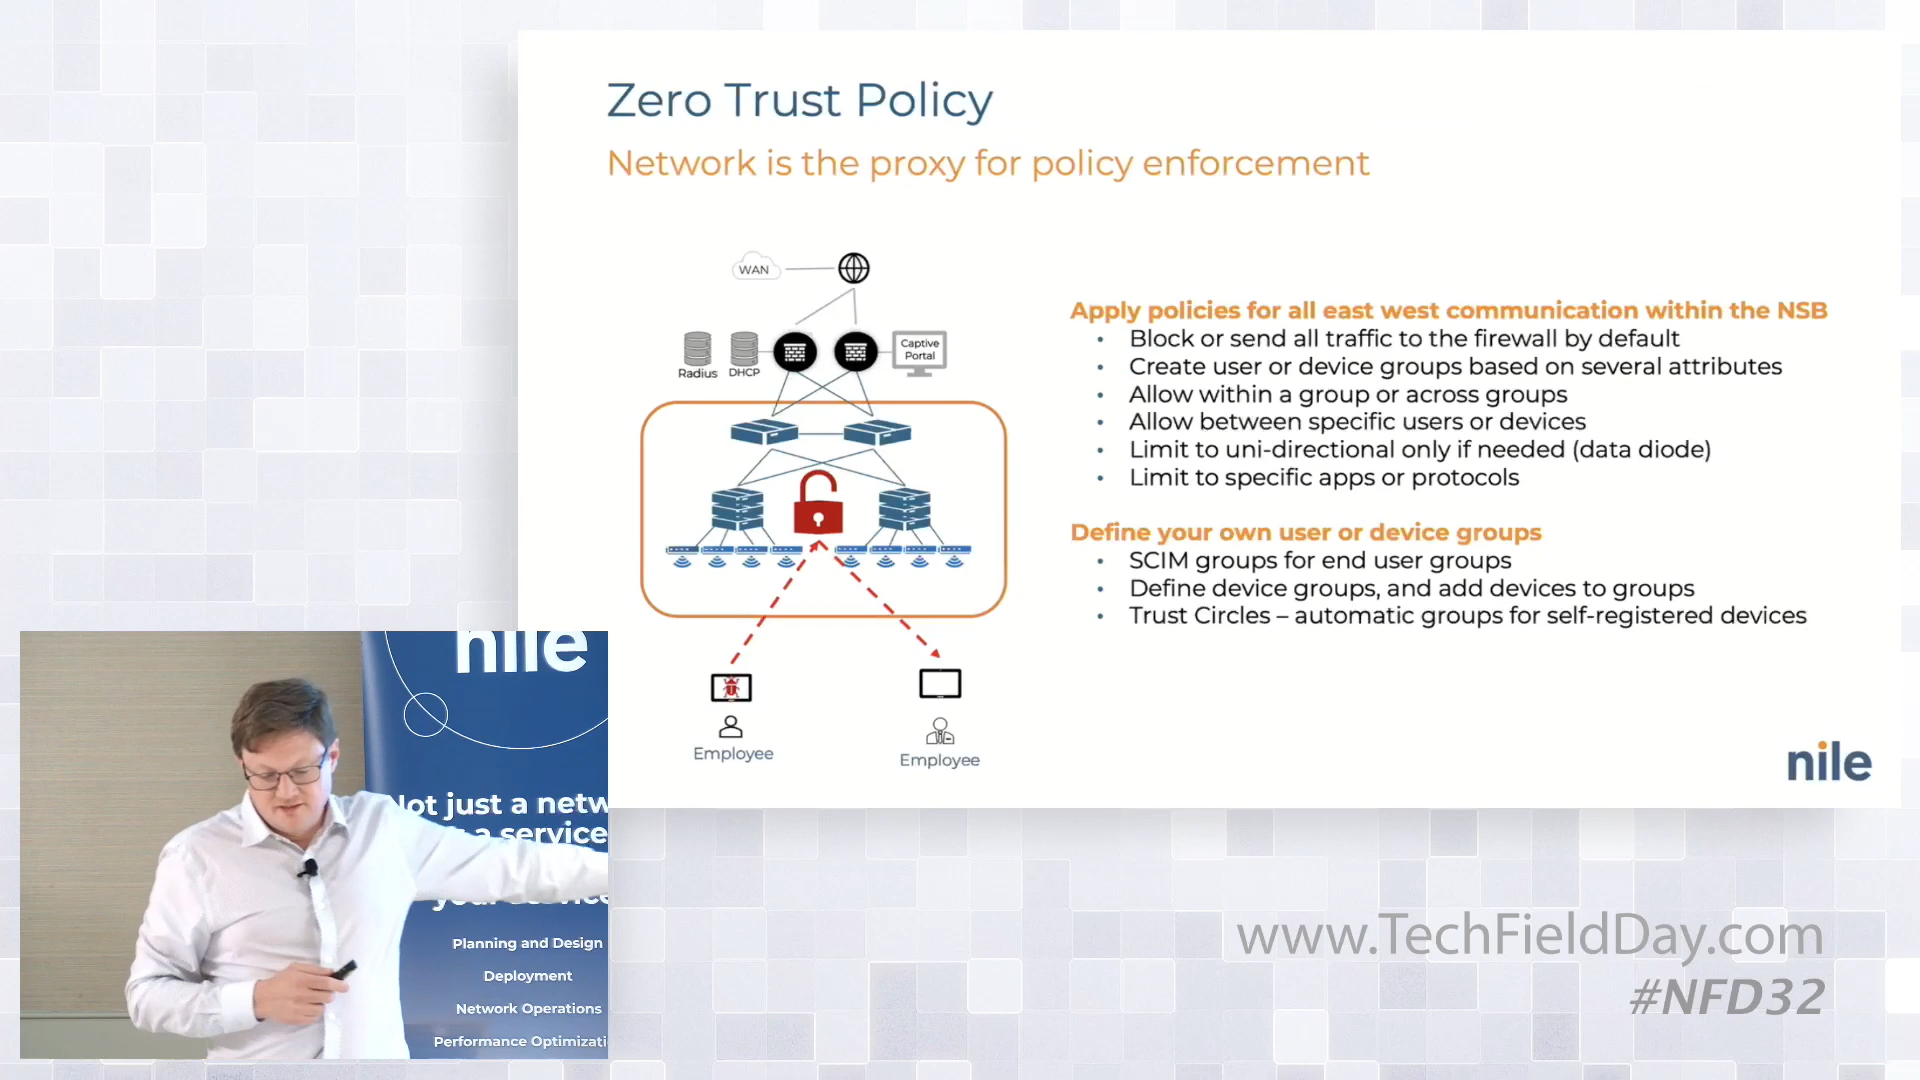 Zero Trust Policy
Network is the proxy for policy enforcement
WAN
Radius
DHCP
Captive
Portal
Employee
Employee
Apply policies for all east west communication within the NSB
• Block or send all traffic to the firewall by default
• Create user or device groups based on several attributes
• Allow within a group or across groups
• Allow between specific users or devices
• Limit to uni-directional only if needed (data diode)
• Limit to specific apps or protocols
Define your own user or device groups
• SCIM groups for end user groups
• Define device groups, and add devices to groups
• Trust Circles – automatic groups for self-registered devices
nile
nile
Not just a netw
a service
Planning and Design
Deployment
Network Operations
Performance Optimizati
www.TechFieldDay.com
#NFD32